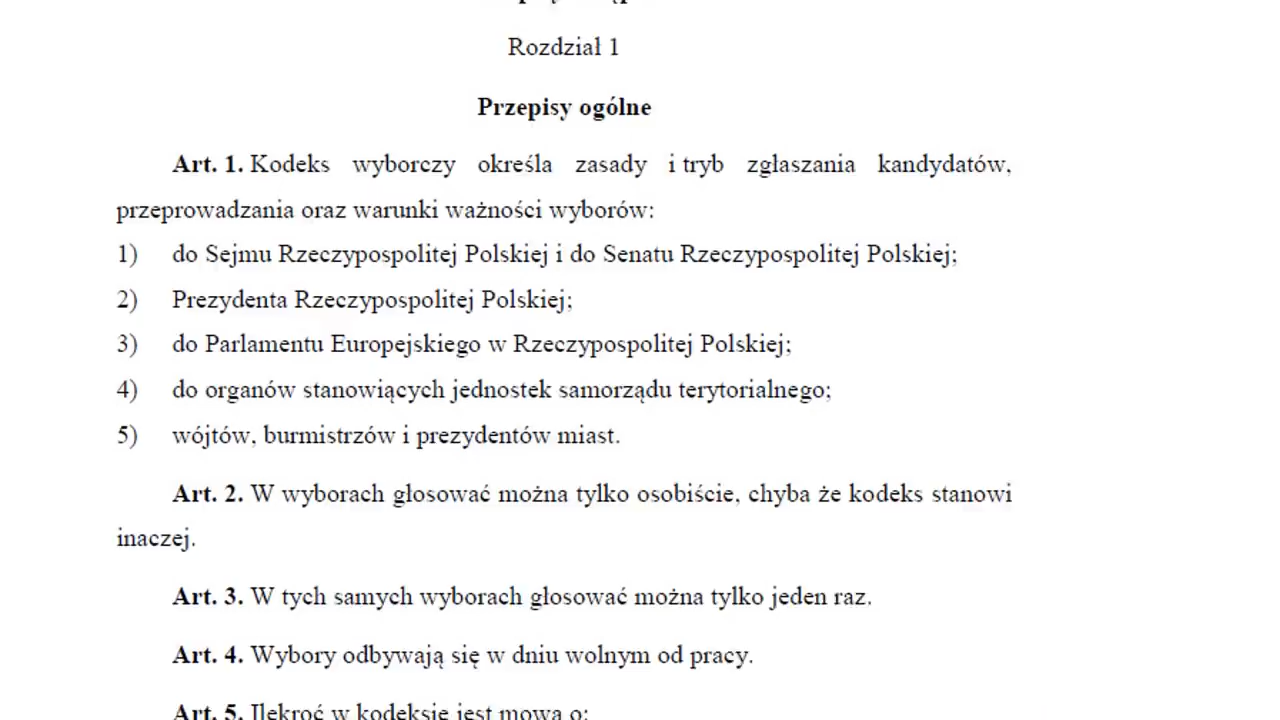 Rozdział 1
Przepisy ogólne
Art. 1. Kodeks wyborczy określa zasady i tryb zgłaszania kandydatów,
przeprowadzania oraz warunki ważności wyborów:
1) do Sejmu Rzeczypospolitej Polskiej i do Senatu Rzeczypospolitej Polskiej;
2) Prezydenta Rzeczypospolitej Polskiej;
3) do Parlamentu Europejskiego w Rzeczypospolitej Polskiej;
4) do organów stanowiących jednostek samorządu terytorialnego;
5) wójtów, burmistrzów i prezydentów miast.
Art. 2. W wyborach głosować można tylko osobiście, chyba że kodeks stanowi
inaczej.
Art. 3. W tych samych wyborach głosować można tylko jeden raz.
Art. 4. Wybory odbywają się w dniu wolnym od pracy.
Art. 5. Ilekroć w kodeksie jest mowa o: